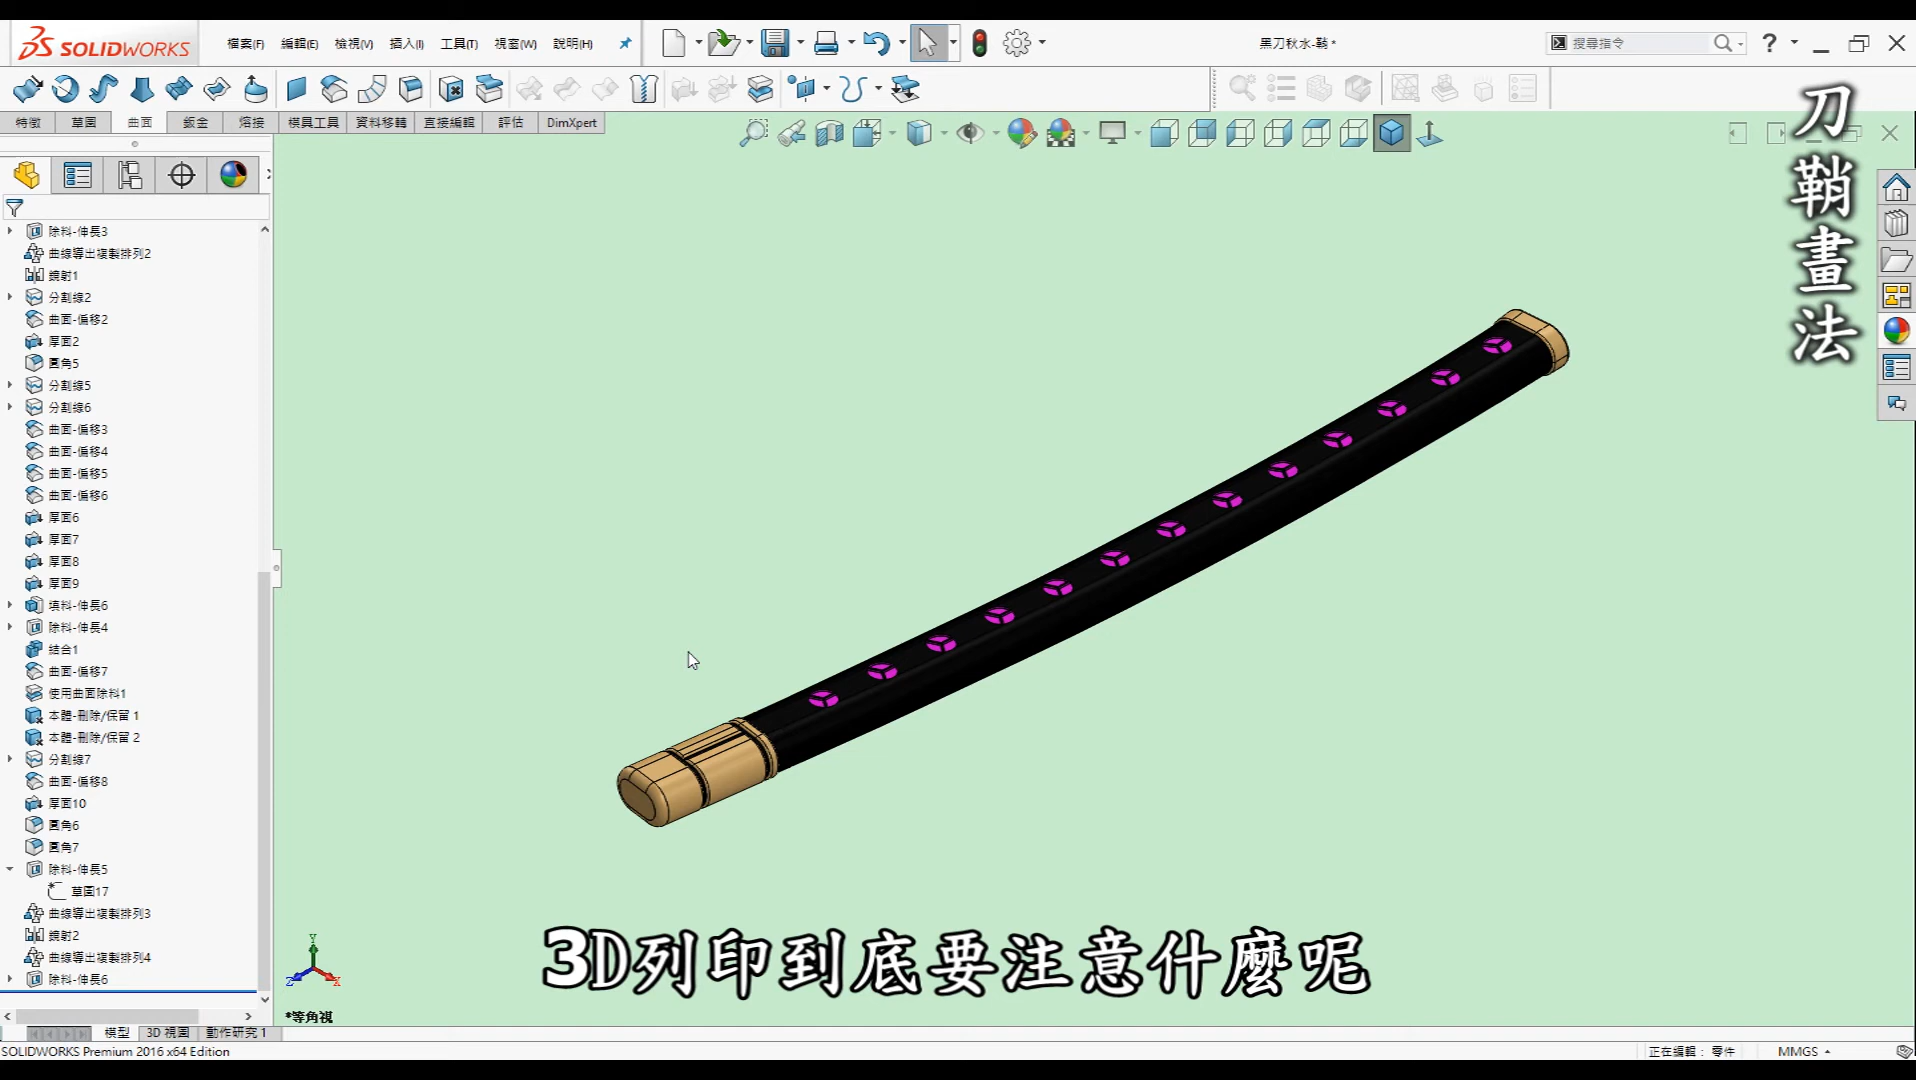 SOLIDWORKS
檔案(F) 編輯(E) 檢視(V) 插入(I) 工具(T) 視窗(W) 說明(H)
黑刀秋水-鞘 *
搜尋指令
特徵 草圖 曲面 鈑金 熔接 模具工具 資料移轉 直接編輯 評估 DimXpert
刀鞘畫法
除料-伸長3
曲線導出複製排列2
鏡射1
分割線2
曲面-偏移2
厚面2
圓角5
分割線5
分割線6
曲面-偏移3
曲面-偏移4
曲面-偏移5
曲面-偏移6
厚面6
厚面7
厚面8
厚面9
填料-伸長6
除料-伸長4
結合1
曲面-偏移7
使用曲面除料1
本體-刪除/保留 1
本體-刪除/保留 2
分割線7
曲面-偏移8
厚面10
圓角6
圓角7
除料-伸長5
草圖17
曲線導出複製排列3
鏡射2
曲線導出複製排列4
除料-伸長6
Y
Z
X
*等角視
3D列印到底要注意什麼呢
模型 3D 視圖 動作研究 1
SOLIDWORKS Premium 2016 x64 Edition
正在編輯： 零件
MMGS